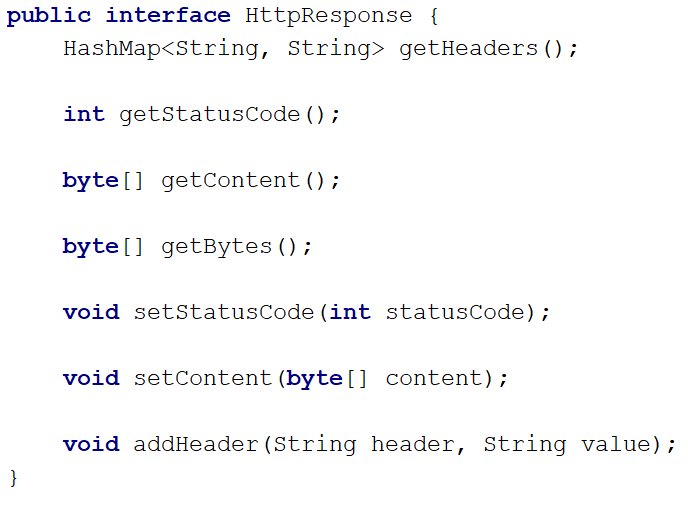 public interface HttpResponse {
    HashMap<String, String> getHeaders();
    int getStatusCode();
    byte[] getContent();
    byte[] getBytes();
    void setStatusCode(int statusCode);
    void setContent(byte[] content);
    void addHeader(String header, String value);
}